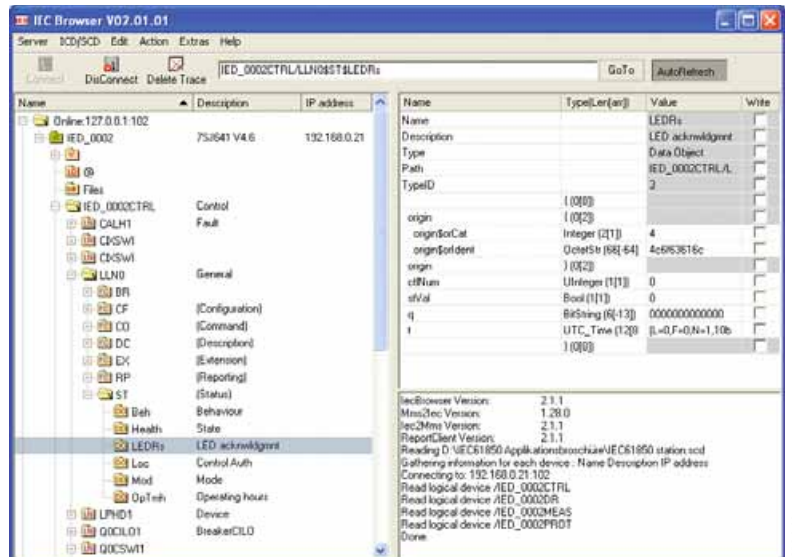 IEC Browser V02.01.01
Server ICD/SCD Edit Action Extras Help
Connect DisConnect Delete Trace IED_0002CTRL/LLN0$ST$LEDRs GoTo AutoRefresh
Name Description IP address
Online:127.0.0.1:102
IED_0002 7SJ641 V4.6 192.168.0.21
@
Files
IED_0002CTRL Control
CALH1 Fault
CDXSWI
CDXSWI
LLN0 General
BR
CF (Configuration)
CO (Command)
DC (Description)
EX (Extension)
RP (Reporting)
ST (Status)
Beh Behaviour
Health State
LEDRs LED acknwldgmnt
Loc Control Auth
Mod Mode
OpTmh Operating hours
LPHD1 Device
Q0CILO1 BreakerCILO
Q0CSWI1
Name Type(Len[arr]) Value Write
Name LEDRs
Description LED acknwldgmnt
Type Data Object
Path IED_0002CTRL/L
TypeID 3
{ (0[0])
origin { (0[2])
origin$orCat Integer (2[1]) 4
origin$orIdent OctetStr (66[-64]) 4c6f63616c
origin } (0[2])
ctlNum UInteger (1[1]) 0
stVal Bool (1[1]) 0
q BitString (6[-13]) 0000000000000
t UTC_Time (12[8 (L=0,F=0,N=1,10b
} (0[0])
IecBrowser Version: 2.1.1
Mms2Iec Version: 1.28.0
Iec2Mms Version: 2.1.1
ReportClient Version: 2.1.1
Reading D:\IEC61850 Applikationsbroschüre\IEC61850 station.scd
Gathering information for each device : Name Description IP address
Connecting to: 192.168.0.21:102
Read logical device /IED_0002CTRL
Read logical device /IED_0002DR
Read logical device /IED_0002MEAS
Read logical device /IED_0002PROT
Done